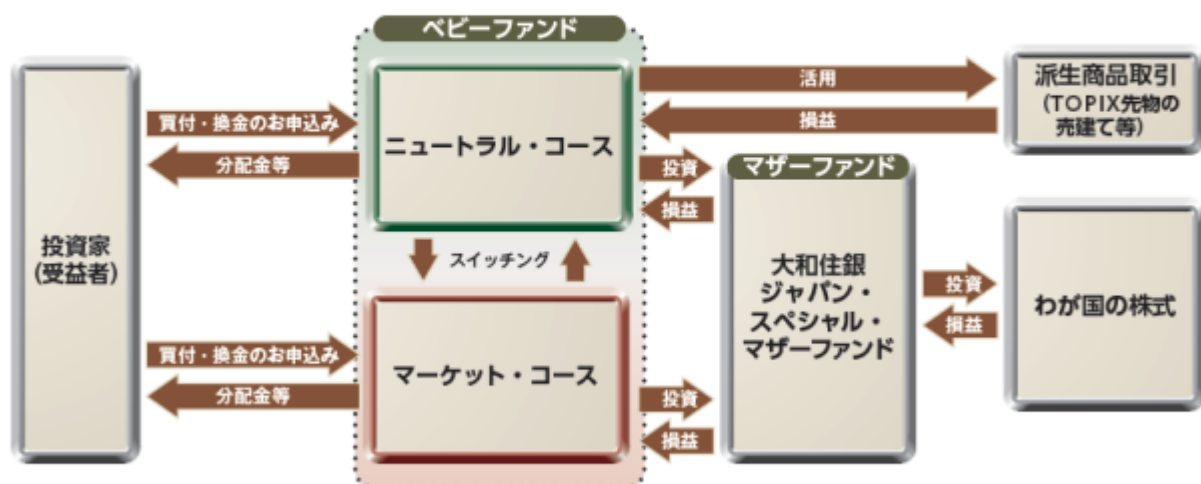 ベビーファンド
投資家
(受益者)
買付・換金のお申込み
分配金等
ニュートラル・コース
活用
損益
派生商品取引
(TOPIX先物の
売建て等)
投資
損益
スイッチング
買付・換金のお申込み
分配金等
マーケット・コース
投資
損益
マザーファンド
大和住銀
ジャパン・
スペシャル・
マザーファンド
投資
損益
わが国の株式